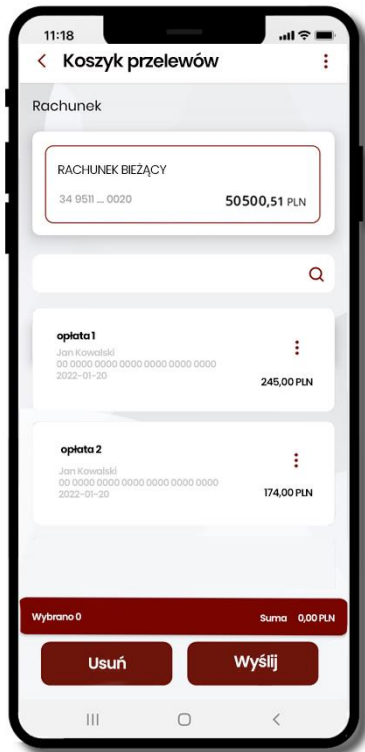 11:18
Koszyk przelewów
Rachunek
RACHUNEK BIEŻĄCY
34 9511 ... 0020 50500,51 PLN
opłata 1
Jan Kowalski
00 0000 0000 0000 0000 0000 0000
2022-01-20
245,00 PLN
opłata 2
Jan Kowalski
00 0000 0000 0000 0000 0000 0000
2022-01-20
174,00 PLN
Wybrano 0 Suma 0,00 PLN
Usuń Wyślij